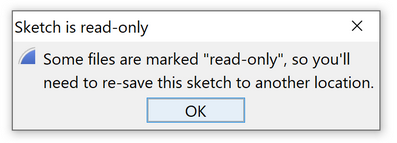 Sketch is read-only
Some files are marked "read-only", so you'll
need to re-save this sketch to another location.
OK